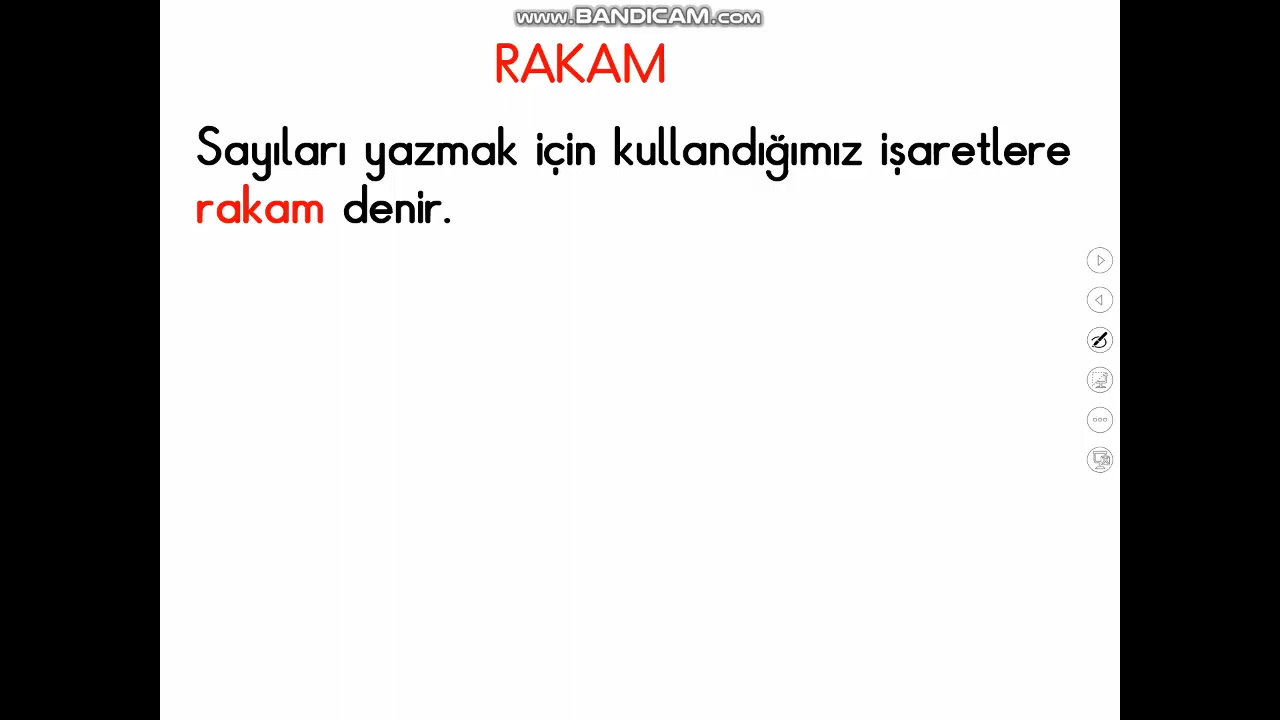 www.BANDICAM.com
RAKAM
Sayıları yazmak için kullandığımız işaretlere
rakam denir.